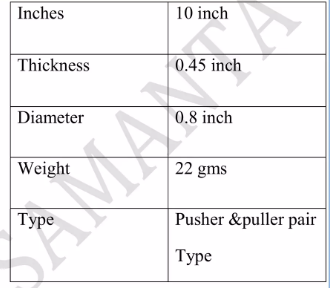 Inches 10 inch
Thickness 0.45 inch
Diameter 0.8 inch
Weight 22 gms
Type Pusher &puller pair
Type
SAMANTA